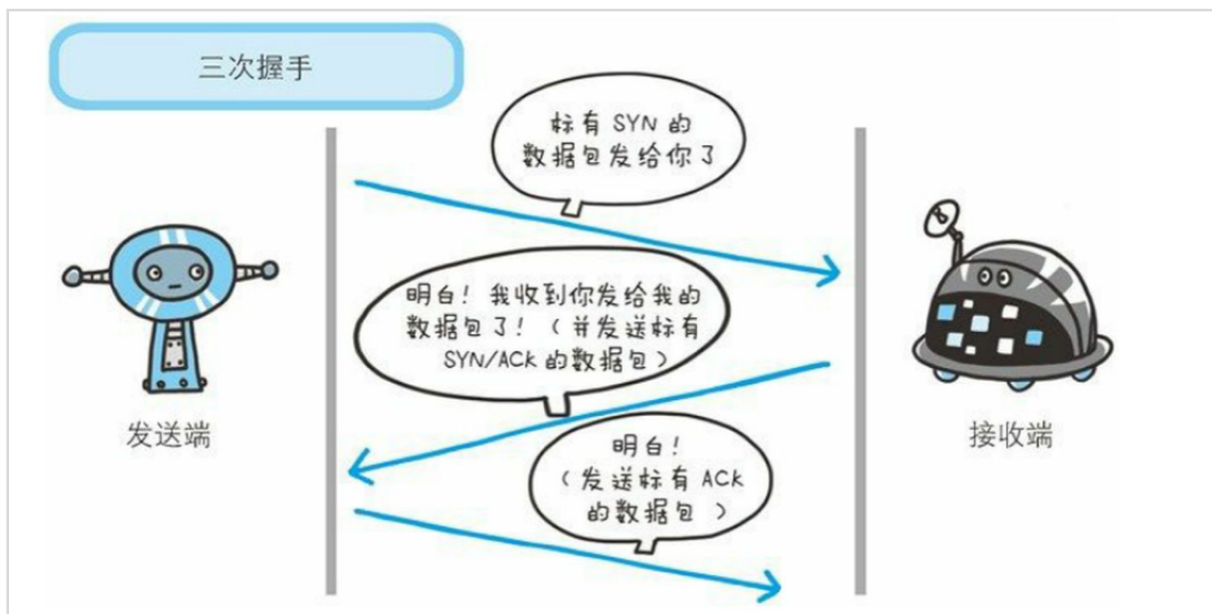 三次握手
标有 SYN 的
数据包发给你了
明白！我收到你发给我的
数据包了！（并发送标有
SYN/ACK 的数据包）
发送端
接收端
明白！
（发送标有 ACK
的数据包）